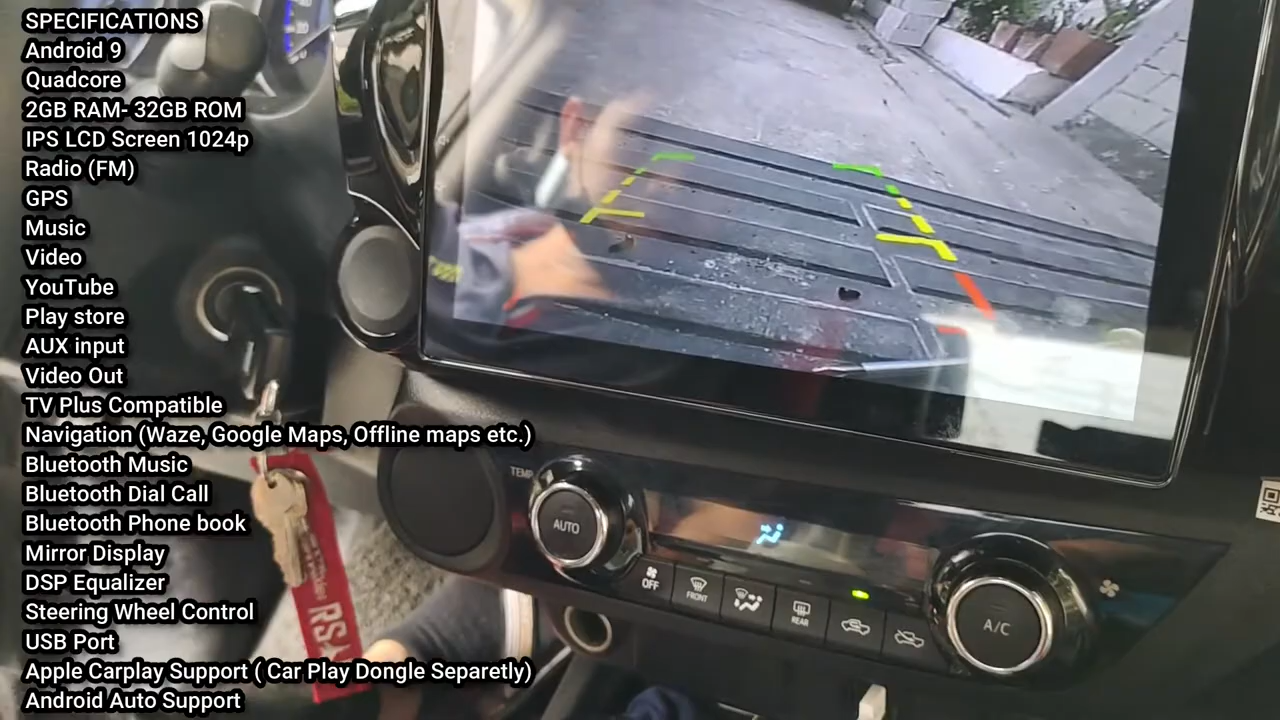 SPECIFICATIONS
Android 9
Quadcore
2GB RAM- 32GB ROM
IPS LCD Screen 1024p
Radio (FM)
GPS
Music
Video
YouTube
Play store
AUX input
Video Out
TV Plus Compatible
Navigation (Waze, Google Maps, Offline maps etc.)
Bluetooth Music
Bluetooth Dial Call
Bluetooth Phone book
Mirror Display
DSP Equalizer
Steering Wheel Control
USB Port
Apple Carplay Support ( Car Play Dongle Separetly)
Android Auto Support
TEMP
AUTO
OFF
FRONT
REAR
A/C